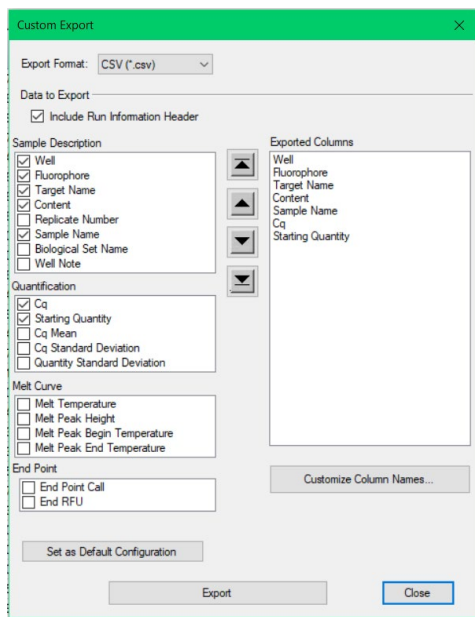 Custom Export
Export Format: CSV (*.csv)
Data to Export
Include Run Information Header
Sample Description
Well
Fluorophore
Target Name
Content
Replicate Number
Sample Name
Biological Set Name
Well Note
Quantification
Cq
Starting Quantity
Cq Mean
Cq Standard Deviation
Quantity Standard Deviation
Melt Curve
Melt Temperature
Melt Peak Height
Melt Peak Begin Temperature
Melt Peak End Temperature
End Point
End Point Call
End RFU
Exported Columns
Well
Fluorophore
Target Name
Content
Sample Name
Cq
Starting Quantity
Customize Column Names...
Set as Default Configuration
Export
Close